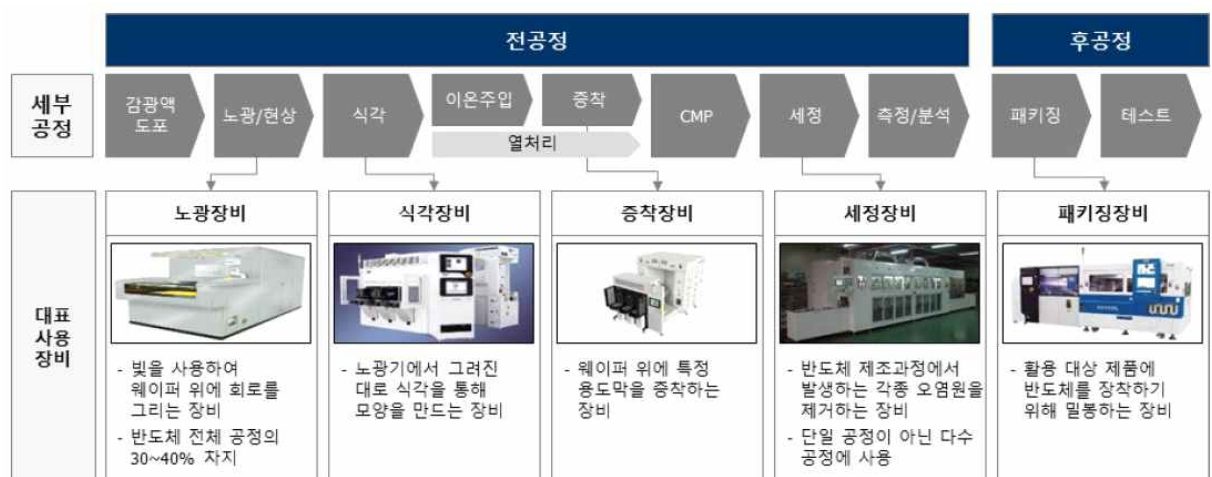 전공정
후공정
세부
공정
감광액
도포
노광/현상
식각
이온주입
증착
열처리
CMP
세정
측정/분석
패키징
테스트
대표
사용
장비
노광장비
- 빛을 사용하여
웨이퍼 위에 회로를
그리는 장비
- 반도체 전체 공정의
30~40% 차지
식각장비
- 노광기에서 그려진
대로 식각을 통해
모양을 만드는 장비
증착장비
- 웨이퍼 위에 특정
용도막을 증착하는
장비
세정장비
- 반도체 제조과정에서
발생하는 각종 오염원을
제거하는 장비
- 단일 공정이 아닌 다수
공정에 사용
패키징장비
- 활용 대상 제품에
반도체를 장착하기
위해 밀봉하는 장비